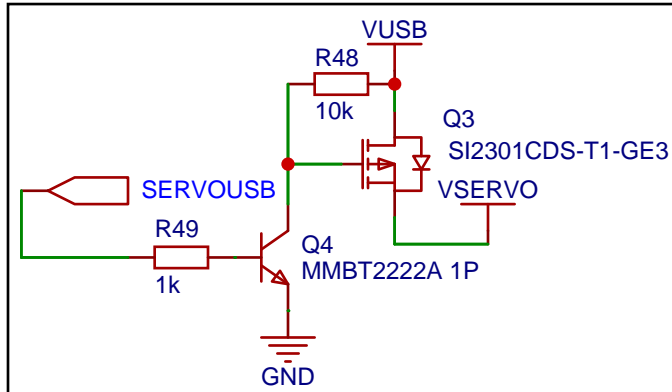 VUSB
R48
10k
Q3
SI2301CDS-T1-GE3
SERVOUSB
VSERVO
R49
1k
Q4
MMBT2222A 1P
GND